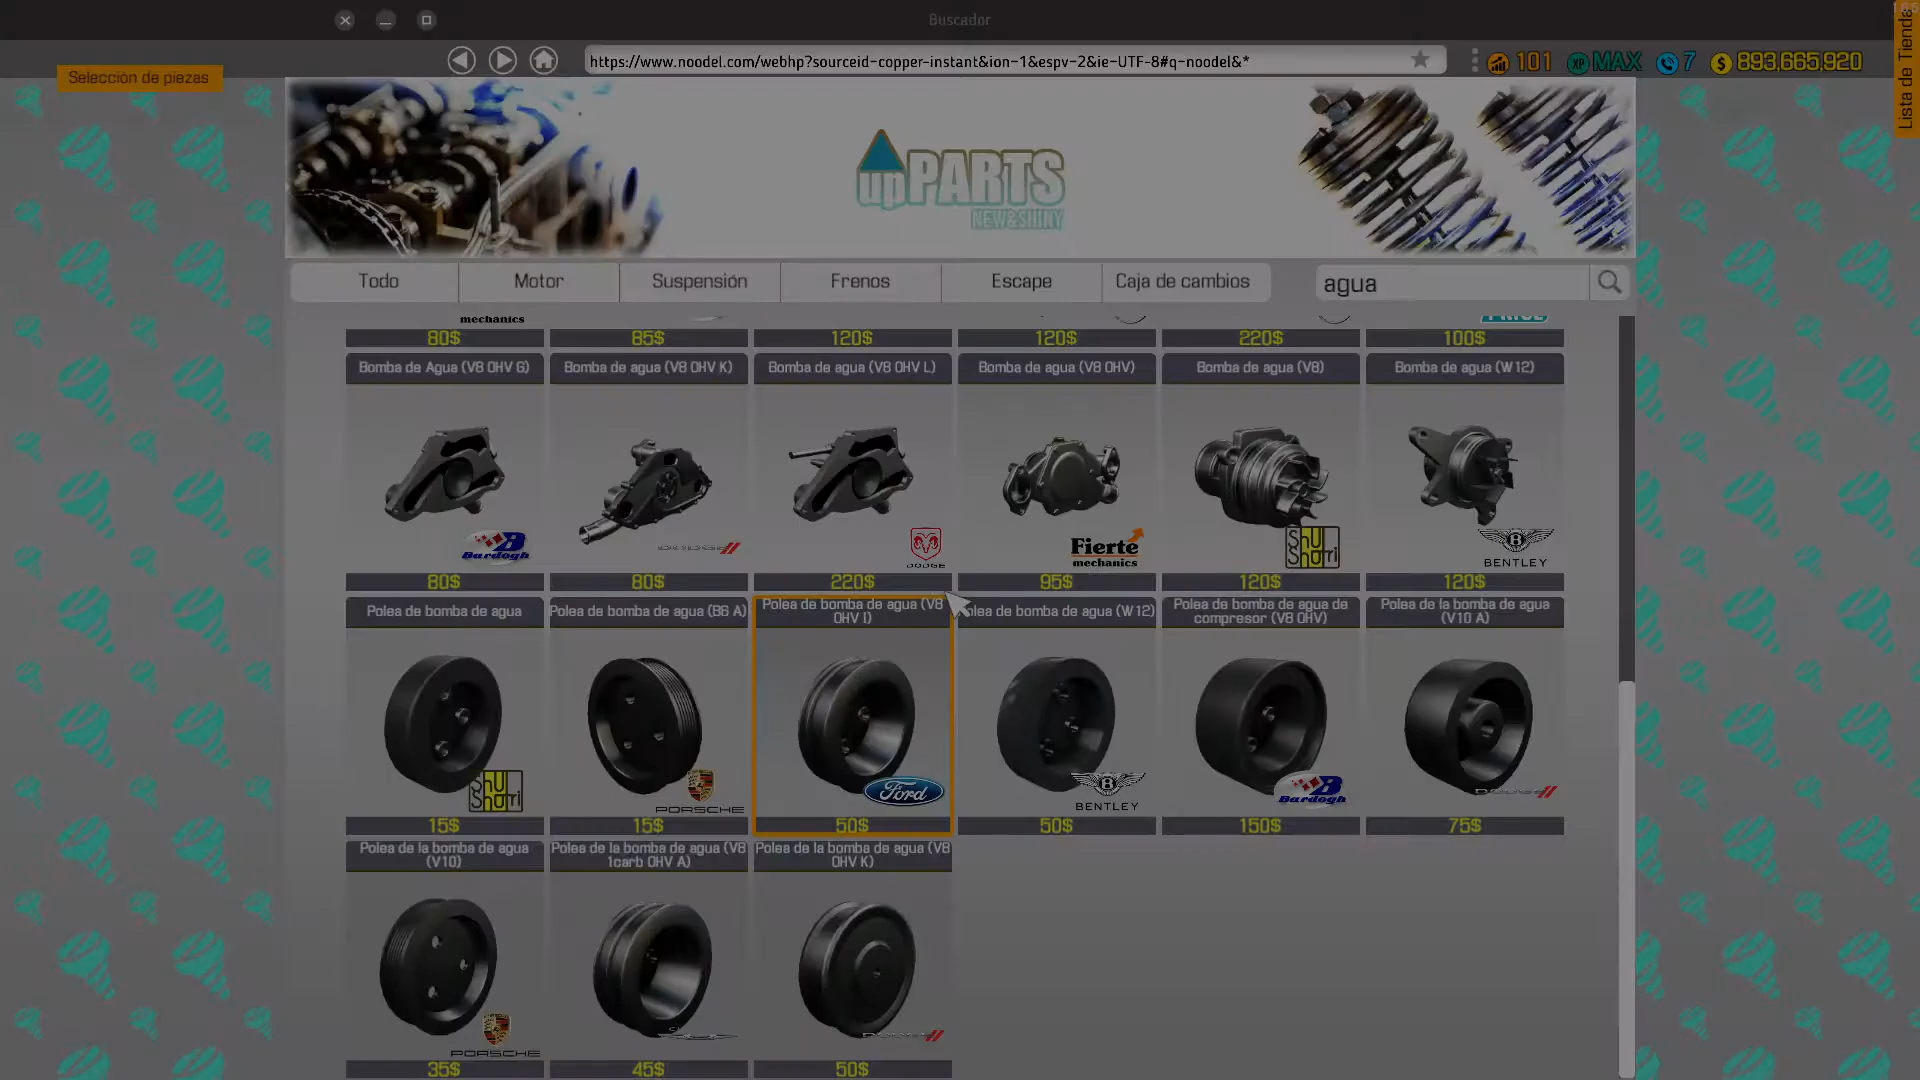 Buscador
https://www.noodel.com/webhp?sourceid-copper-instant&ion-1&espv-2&ie-UTF-8#q-noodel&*
101
XP MAX
7
$ 893,665,920
Selección de piezas
Lista de Tienda
upPARTS
NEW&SHINY
Todo
Motor
Suspensión
Frenos
Escape
Caja de cambios
agua
mechanics
80$
85$
120$
120$
220$
100$
Bomba de Agua (V8 OHV G)
Bomba de agua (V8 OHV K)
Bomba de agua (V8 OHV L)
Bomba de agua (V8 OHV)
Bomba de agua (V8)
Bomba de agua (W12)
Bardogh
DODGE
Fierte
mechanics
Shut
Shutri
BENTLEY
80$
80$
220$
95$
120$
120$
Polea de bomba de agua
Polea de bomba de agua (B6 A)
Polea de bomba de agua (V8
OHV I)
olea de bomba de agua (W12)
Polea de bomba de agua de
compresor (V8 OHV)
Polea de la bomba de agua
(V10 A)
PORSCHE
Ford
BENTLEY
Bardogh
DODGE
15$
15$
50$
50$
150$
75$
Polea de la bomba de agua
(V10)
Polea de la bomba de agua (V8
1carb OHV A)
Polea de la bomba de agua (V8
OHV K)
PORSCHE
DODGE
35$
45$
50$